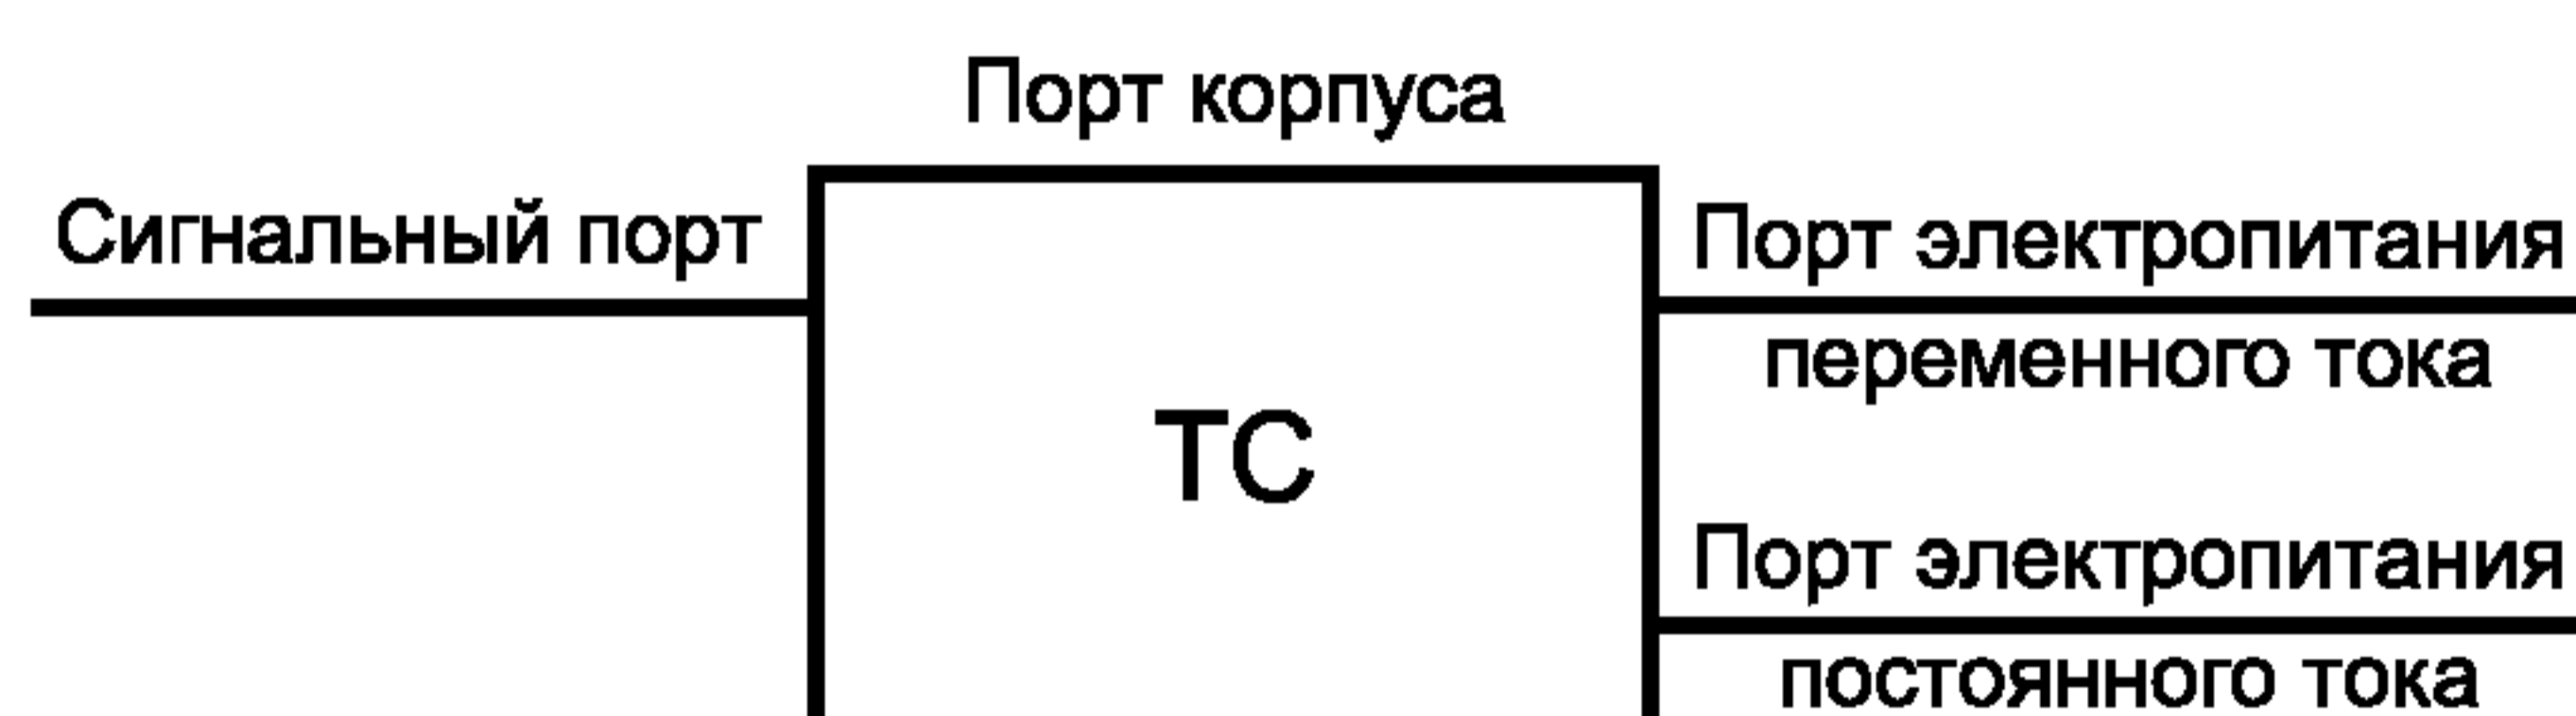 Порт корпуса
Сигнальный порт
Порт электропитания
переменного тока
ТС
Порт электропитания
постоянного тока